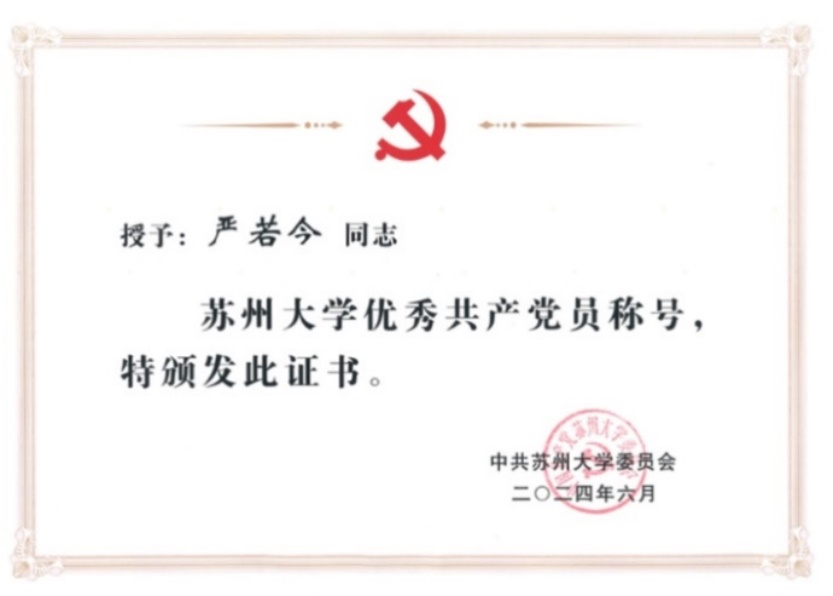 授予：严若今 同志
苏州大学优秀共产党员称号，
特颁发此证书。
中共苏州大学委员会
二〇二四年六月